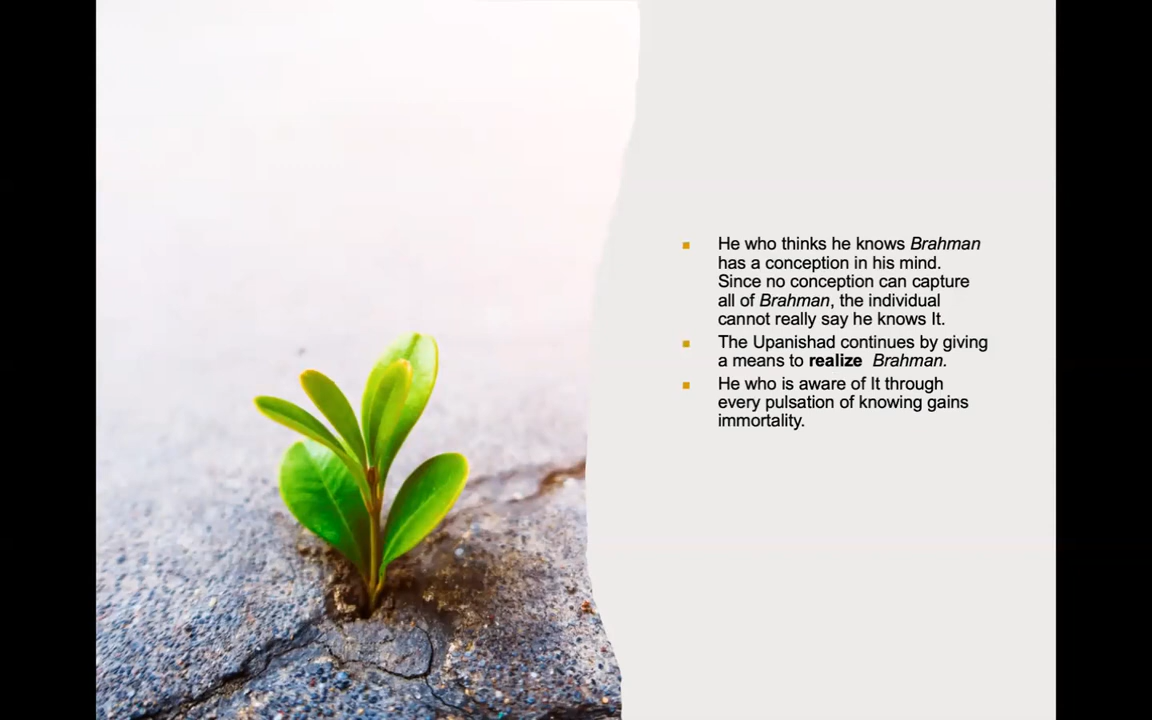 He who thinks he knows Brahman
has a conception in his mind.
Since no conception can capture
all of Brahman, the individual
cannot really say he knows It.
The Upanishad continues by giving
a means to realize Brahman.
He who is aware of It through
every pulsation of knowing gains
immortality.